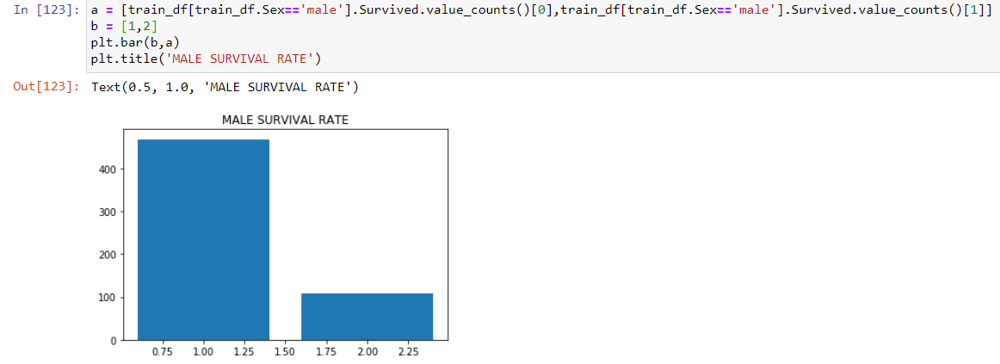 In [123]: a = [train_df[train_df.Sex=='male'].Survived.value_counts()[0],train_df[train_df.Sex=='male'].Survived.value_counts()[1]]
b = [1,2]
plt.bar(b,a)
plt.title('MALE SURVIVAL RATE')
Out[123]: Text(0.5, 1.0, 'MALE SURVIVAL RATE')
MALE SURVIVAL RATE
400
300
200
100
0
0.75 1.00 1.25 1.50 1.75 2.00 2.25